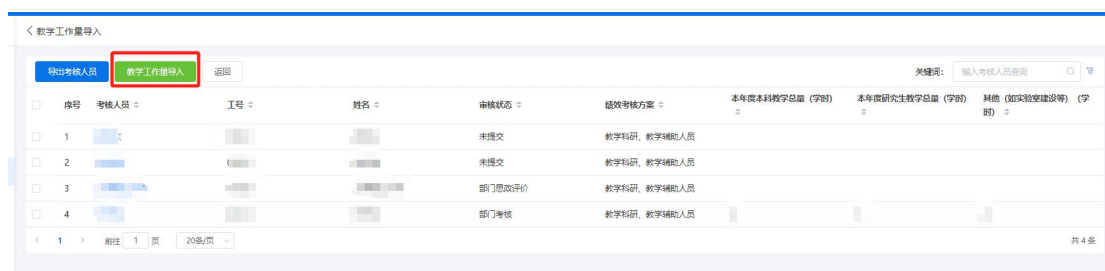 教学工作量导入
导出考核人员 教学工作量导入 返回 关键词： 输入考核人员查询
序号 考核人员 工号 姓名 审核状态 绩效考核方案 本年度本科教学总量（学时） 本年度研究生教学总量（学时） 其他（如实验室建设等）（学时）
1 未提交 教学科研、教学辅助人员
2 未提交 教学科研、教学辅助人员
3 部门思政评价 教学科研、教学辅助人员
4 部门考核 教学科研、教学辅助人员
1 前往 1 页 20条/页 共 4 条